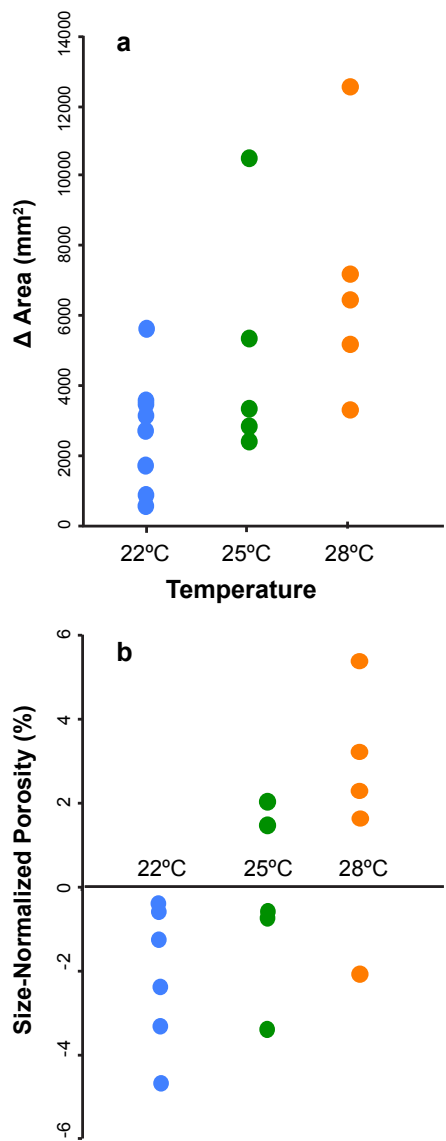 a
14000
12000
10000
8000
6000
4000
2000
0
Δ Area (mm²)
22ºC 25ºC 28ºC
Temperature
b
6
4
2
0
-2
-4
-6
Size-Normalized Porosity (%)
22ºC 25ºC 28ºC